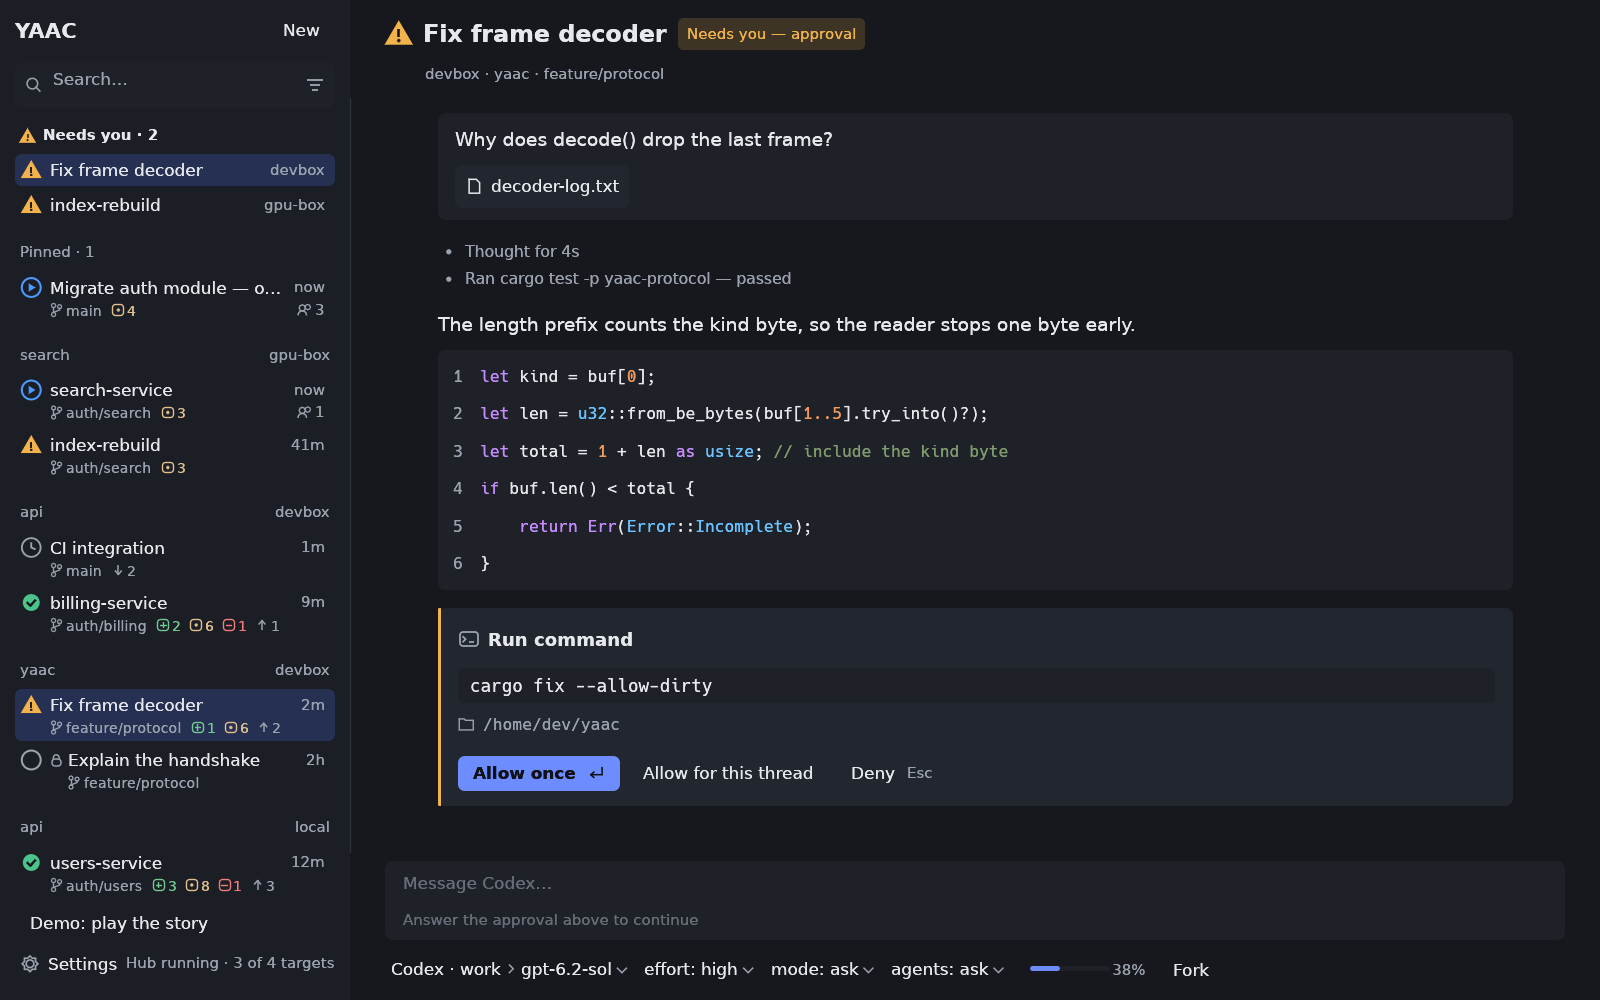 YAAC
New
Search…
Needs you · 2
Fix frame decoder devbox
index-rebuild gpu-box
Pinned · 1
Migrate auth module — o… now
main 4 3
search gpu-box
search-service now
auth/search 3 1
index-rebuild 41m
auth/search 3
api devbox
CI integration 1m
main 2
billing-service 9m
auth/billing 2 6 1 1
yaac devbox
Fix frame decoder 2m
feature/protocol 1 6 2
Explain the handshake 2h
feature/protocol
api local
users-service 12m
auth/users 3 8 1 3
Demo: play the story
Settings Hub running · 3 of 4 targets
Fix frame decoder Needs you — approval
devbox · yaac · feature/protocol
Why does decode() drop the last frame?
decoder-log.txt
• Thought for 4s
• Ran cargo test -p yaac-protocol — passed
The length prefix counts the kind byte, so the reader stops one byte early.
1 let kind = buf[0];
2 let len = u32::from_be_bytes(buf[1..5].try_into()?);
3 let total = 1 + len as usize; // include the kind byte
4 if buf.len() < total {
5     return Err(Error::Incomplete);
6 }
Run command
cargo fix --allow-dirty
/home/dev/yaac
Allow once Allow for this thread Deny Esc
Message Codex…
Answer the approval above to continue
Codex · work gpt-6.2-sol effort: high mode: ask agents: ask 38% Fork